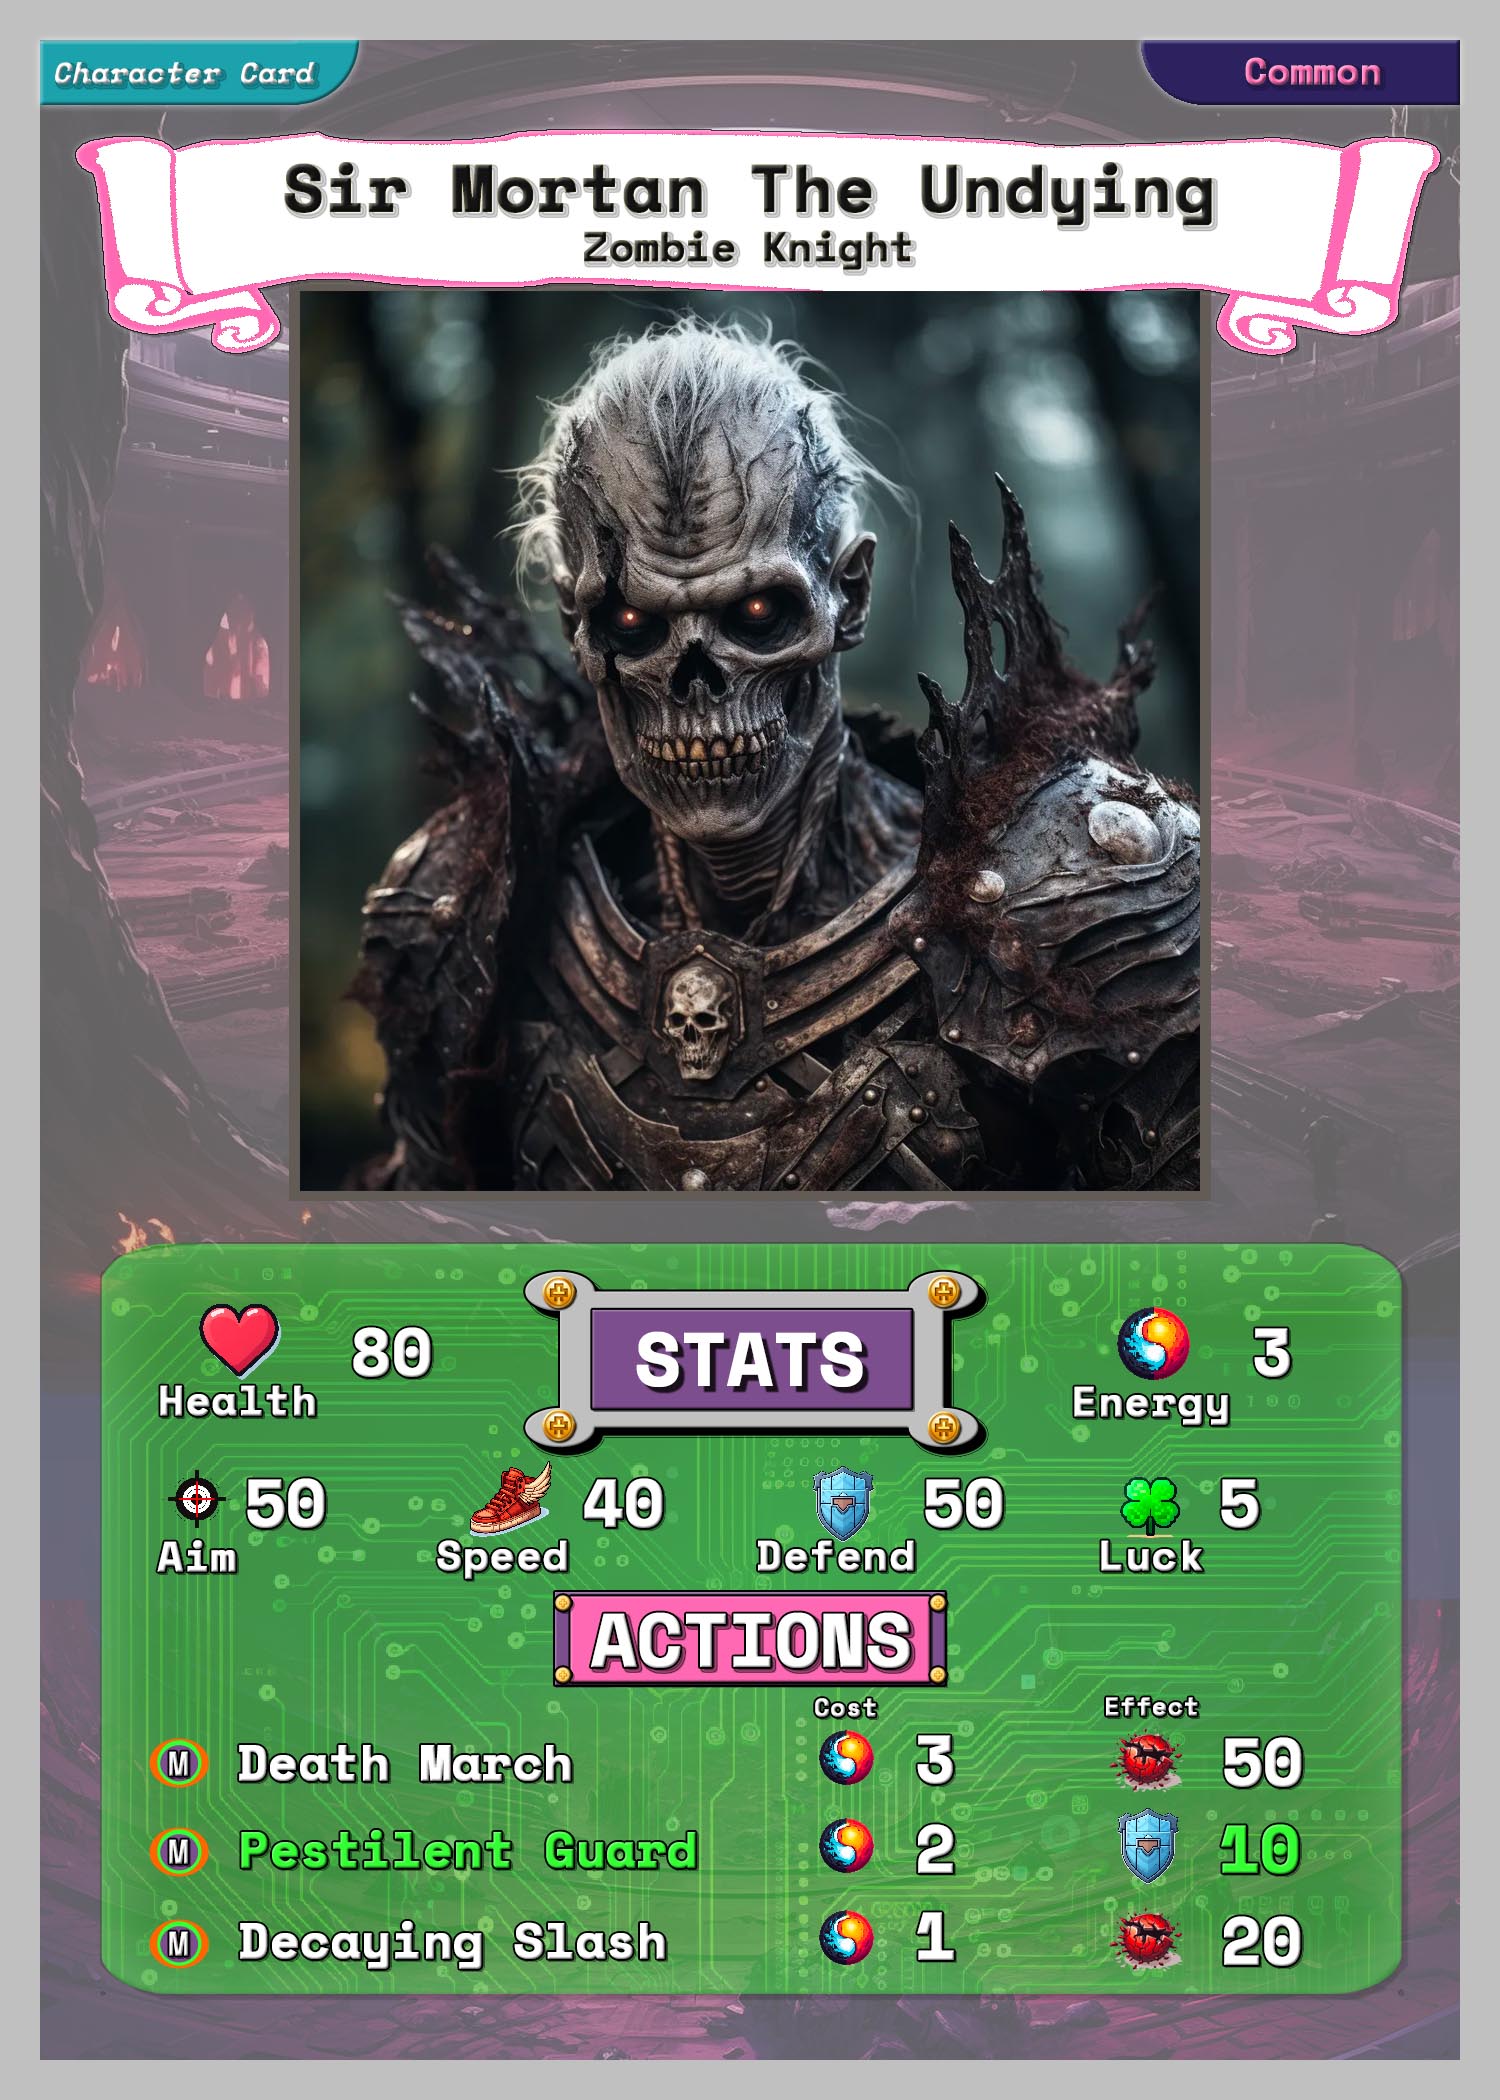 Character Card
Common
Sir Mortan The Undying
Zombie Knight
80
STATS
3
Health
Energy
50
40
50
5
Aim
Speed
Defend
Luck
ACTIONS
Cost
Effect
M Death March 3 50
M Pestilent Guard 2 10
M Decaying Slash 1 20